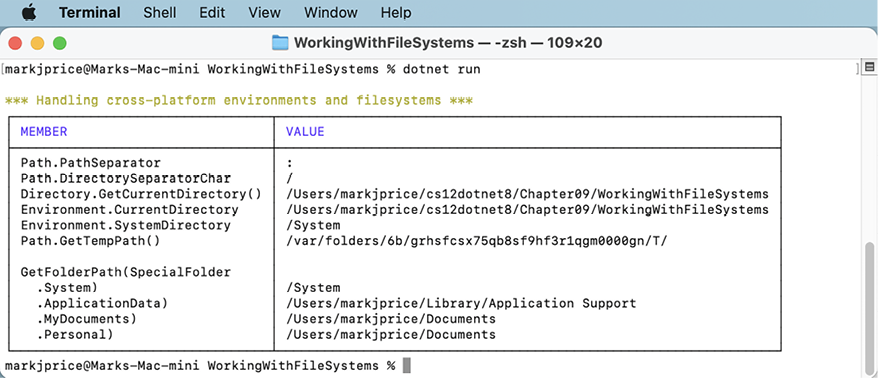 Terminal Shell Edit View Window Help
WorkingWithFileSystems — -zsh — 109×20
[markjprice@Marks-Mac-mini WorkingWithFileSystems % dotnet run ]
*** Handling cross-platform environments and filesystems ***
MEMBER VALUE
Path.PathSeparator :
Path.DirectorySeparatorChar /
Directory.GetCurrentDirectory() /Users/markjprice/cs12dotnet8/Chapter09/WorkingWithFileSystems
Environment.CurrentDirectory /Users/markjprice/cs12dotnet8/Chapter09/WorkingWithFileSystems
Environment.SystemDirectory /System
Path.GetTempPath() /var/folders/6b/grhsfcsx75qb8sf9hf3r1qgm0000gn/T/
GetFolderPath(SpecialFolder
.System) /System
.ApplicationData) /Users/markjprice/Library/Application Support
.MyDocuments) /Users/markjprice/Documents
.Personal) /Users/markjprice/Documents
markjprice@Marks-Mac-mini WorkingWithFileSystems %